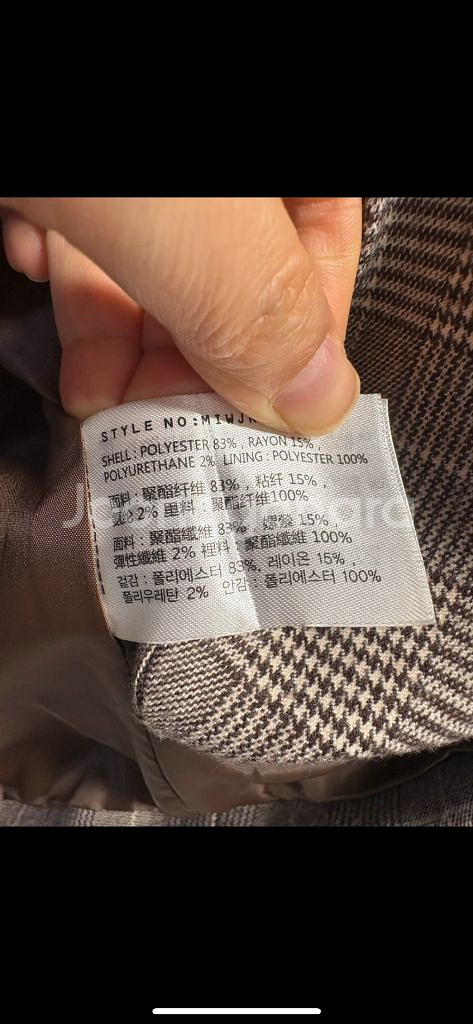 STYLE NO:MIWJK
SHELL : POLYESTER 83% , RAYON 15% ,
POLYURETHANE 2% LINING : POLYESTER 100%
面料 : 聚酯纤维 83% , 粘纤 15% ,
2% 里料 : 聚酯纤维100%
面料 : 聚酯纖維 83% , 15% ,
彈性纖維 2% 裡料 : 聚酯纖維 100%
겉감 : 폴리에스터 83%, 레이온 15% ,
폴리우레탄 2% 안감 : 폴리에스터 100%